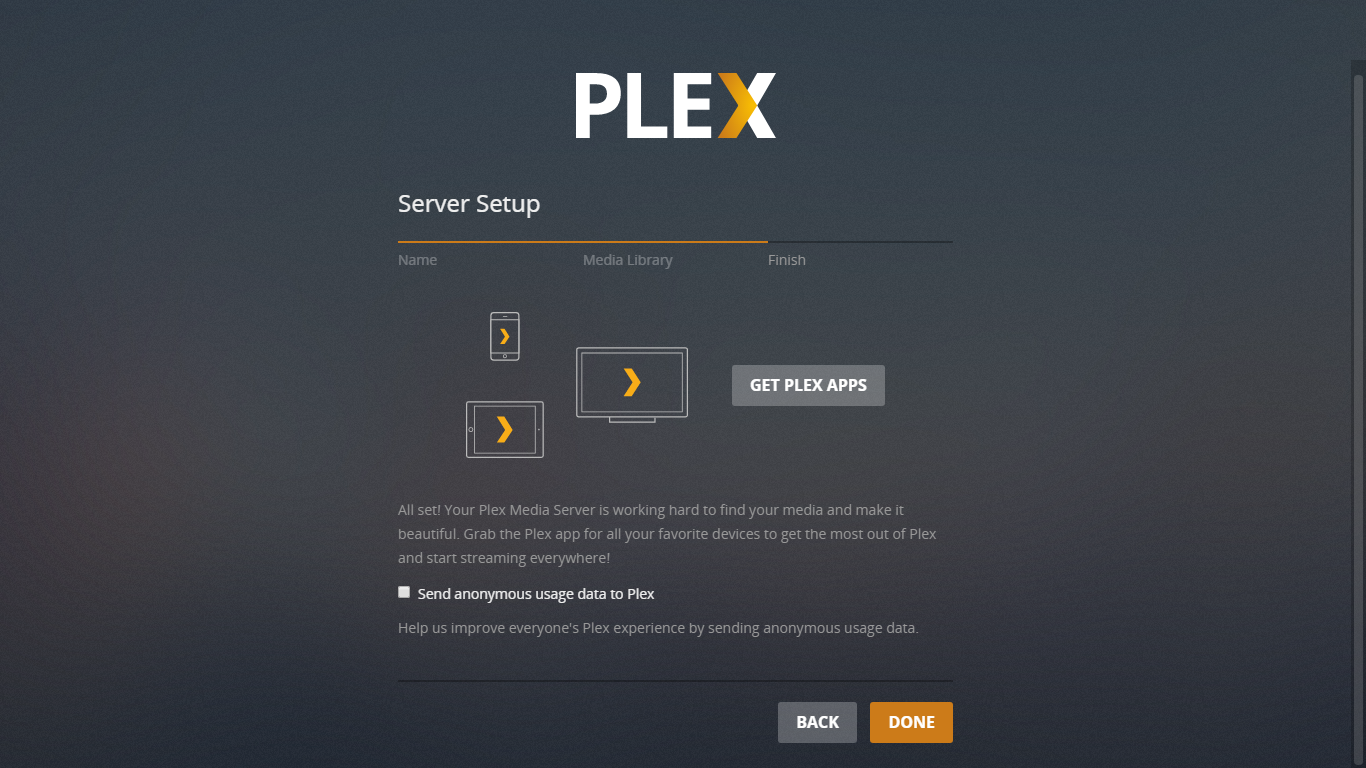 PLEX
Server Setup
Name
Media Library
Finish
GET PLEX APPS
All set! Your Plex Media Server is working hard to find your media and make it
beautiful. Grab the Plex app for all your favorite devices to get the most out of Plex
and start streaming everywhere!
Send anonymous usage data to Plex
Help us improve everyone's Plex experience by sending anonymous usage data.
BACK
DONE